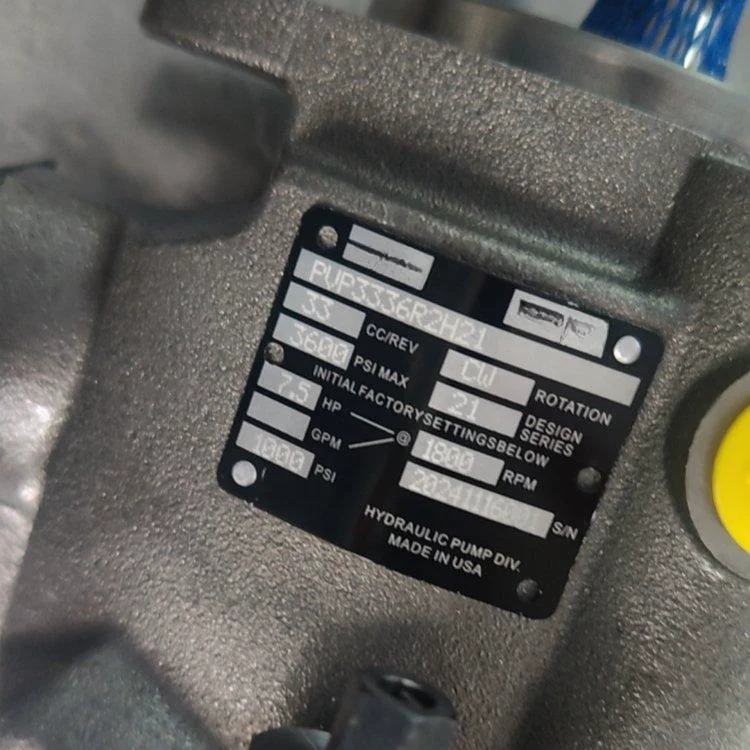 PVP3336R2H21
33 CC/REV CW ROTATION
3600 PSI MAX 21 DESIGN SERIES
INITIAL FACTORY SETTINGS BELOW
7.5 HP
GPM @ 1800 RPM
1000 PSI S/N
HYDRAULIC PUMP DIV.
MADE IN USA